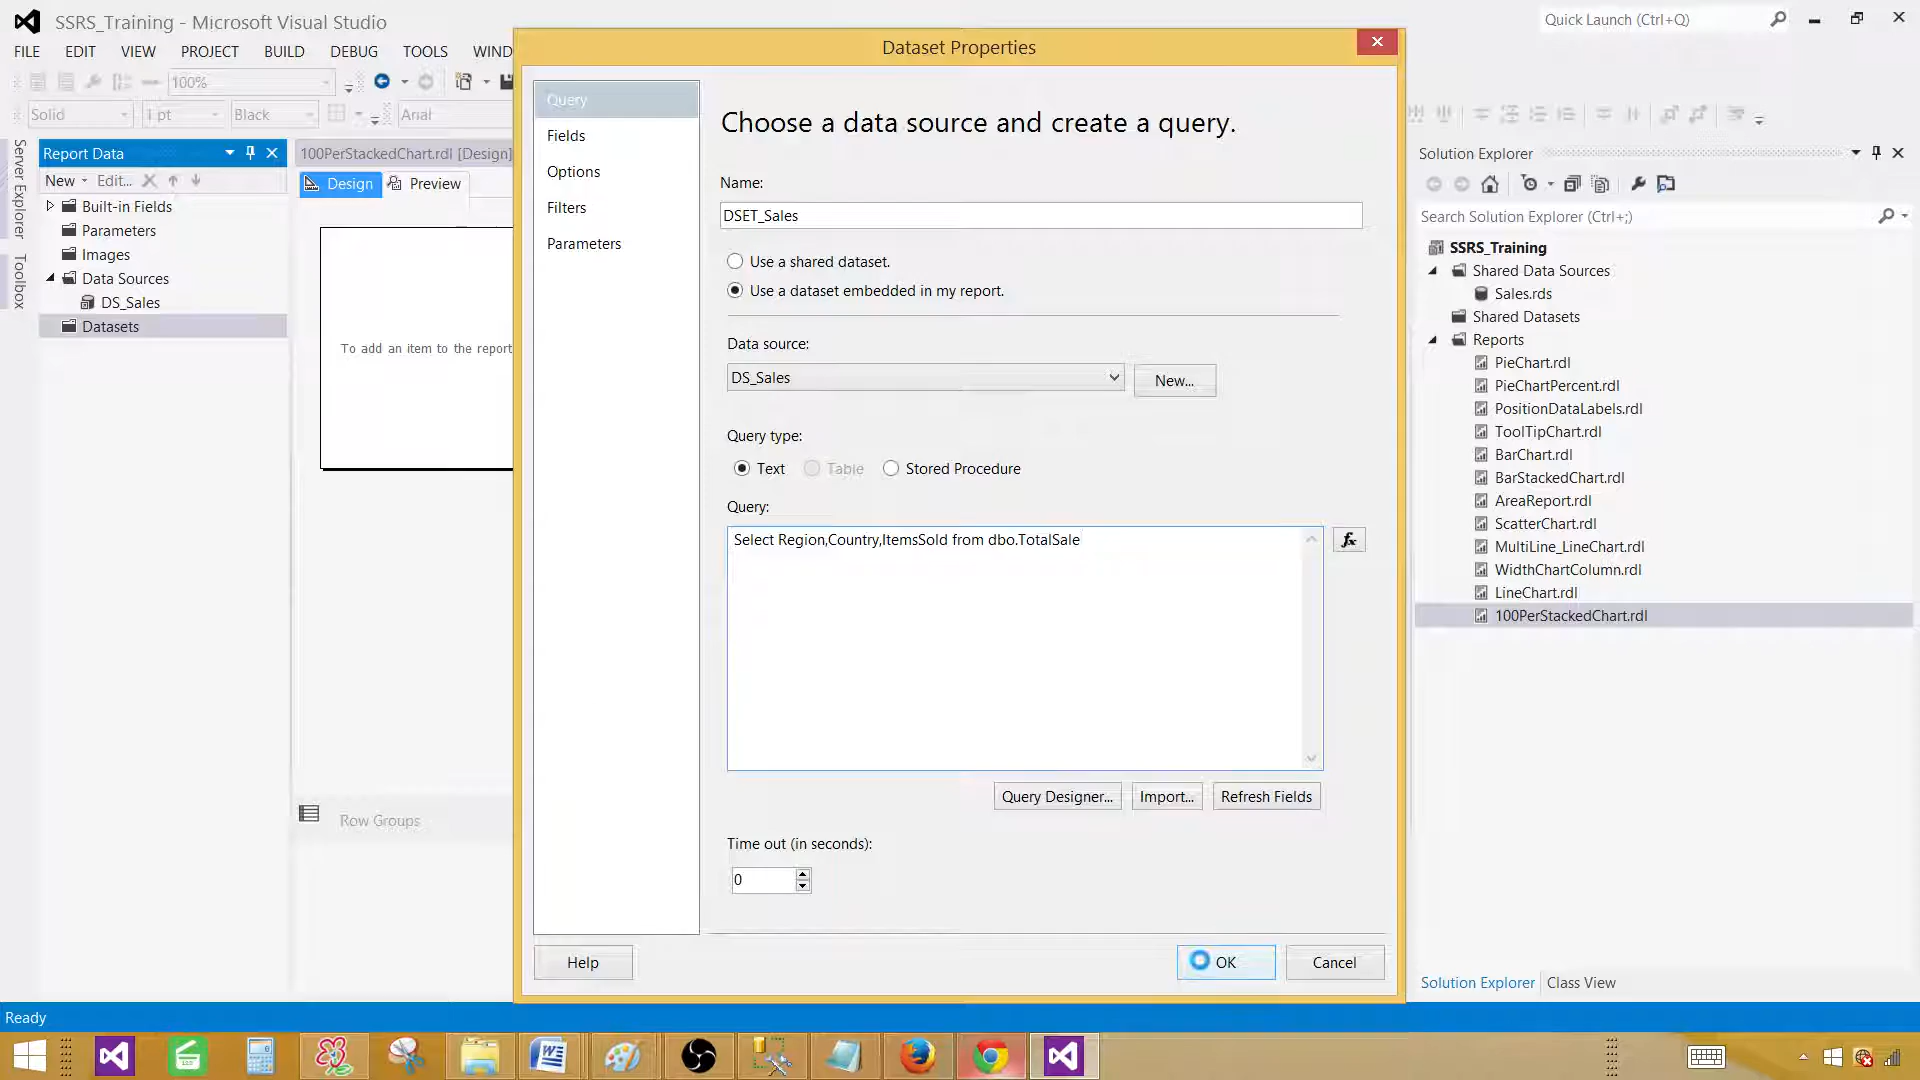 SSRS_Training - Microsoft Visual Studio
Quick Launch (Ctrl+Q)
FILE EDIT VIEW PROJECT BUILD DEBUG TOOLS WIND
100%
Solid 1 pt Black Arial
Server Explorer
Toolbox
Report Data
New Edit...
Built-in Fields
Parameters
Images
Data Sources
DS_Sales
Datasets
100PerStackedChart.rdl [Design]
Design Preview
To add an item to the report
Row Groups
Dataset Properties
Query
Fields
Options
Filters
Parameters
Choose a data source and create a query.
Name:
DSET_Sales
Use a shared dataset.
Use a dataset embedded in my report.
Data source:
DS_Sales
New...
Query type:
Text Table Stored Procedure
Query:
Select Region,Country,ItemsSold from dbo.TotalSale
fx
Query Designer... Import... Refresh Fields
Time out (in seconds):
0
Help OK Cancel
Solution Explorer
Search Solution Explorer (Ctrl+;)
SSRS_Training
Shared Data Sources
Sales.rds
Shared Datasets
Reports
PieChart.rdl
PieChartPercent.rdl
PositionDataLabels.rdl
ToolTipChart.rdl
BarChart.rdl
BarStackedChart.rdl
AreaReport.rdl
ScatterChart.rdl
MultiLine_LineChart.rdl
WidthChartColumn.rdl
LineChart.rdl
100PerStackedChart.rdl
Solution Explorer Class View
Ready